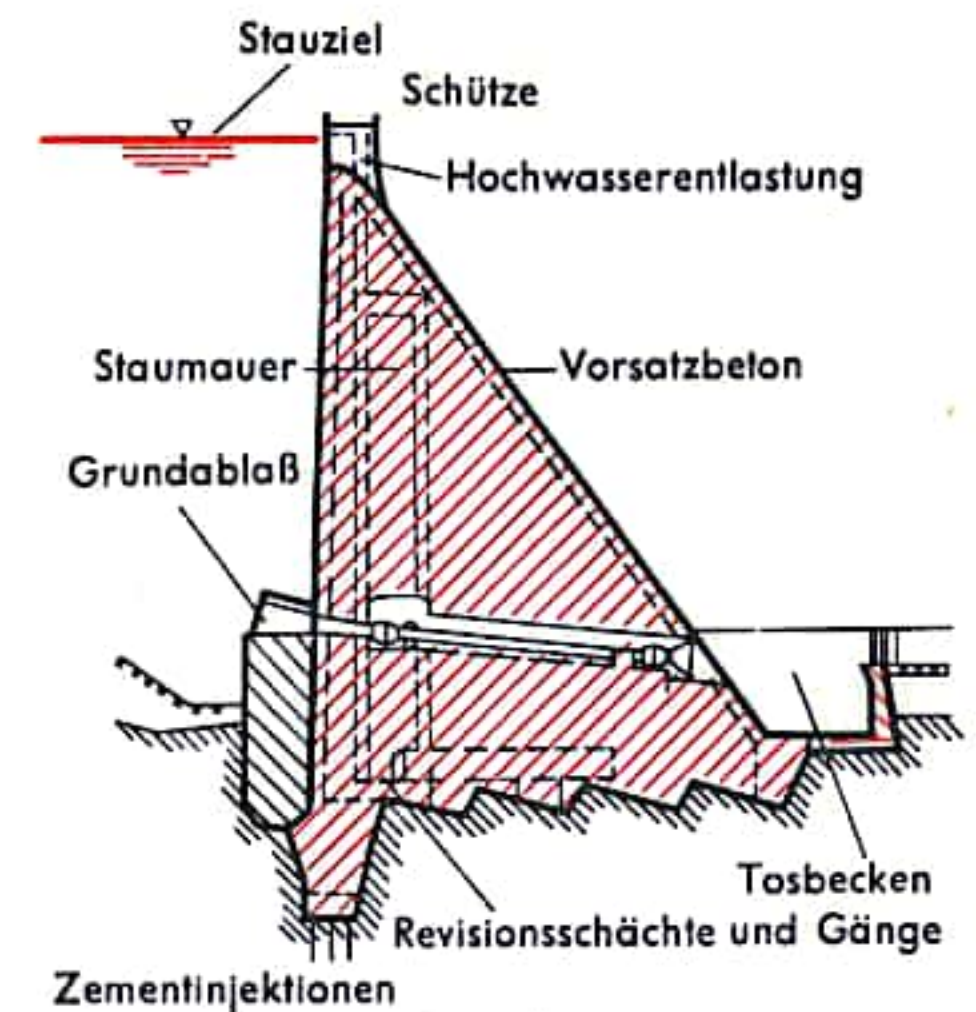 Stauziel
Schütze
Hochwasserentlastung
Staumauer
Vorsatzbeton
Grundablaß
Tosbecken
Revisionsschächte und Gänge
Zementinjektionen